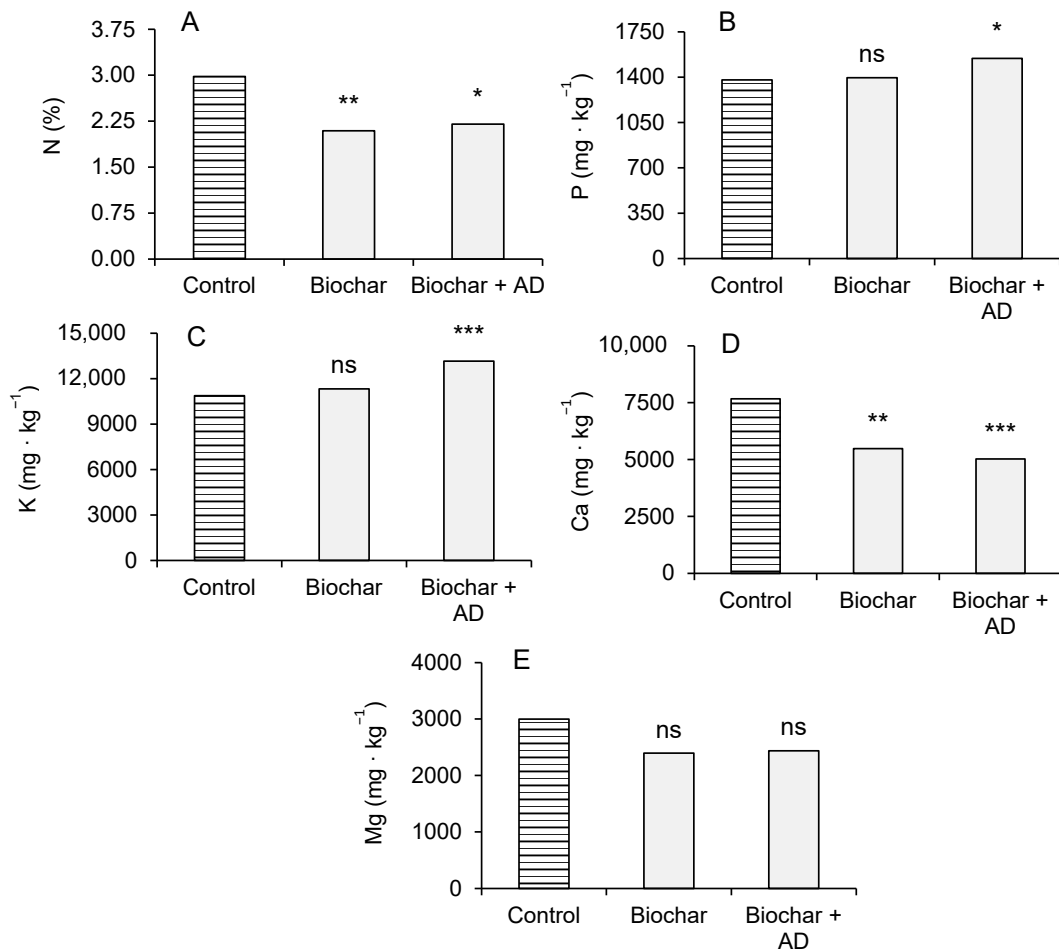 A
N (%)
3.75
3.00
2.25
1.50
0.75
0.00
**
*
Control
Biochar
Biochar + AD
B
P (mg · kg⁻¹)
1750
1400
1050
700
350
0
ns
*
Control
Biochar
Biochar +
AD
C
K (mg · kg⁻¹)
15,000
12,000
9000
6000
3000
0
ns
***
Control
Biochar
Biochar +
AD
D
Ca (mg · kg⁻¹)
10,000
7500
5000
2500
0
**
***
Control
Biochar
Biochar +
AD
E
Mg (mg · kg⁻¹)
4000
3000
2000
1000
0
ns
ns
Control
Biochar
Biochar +
AD